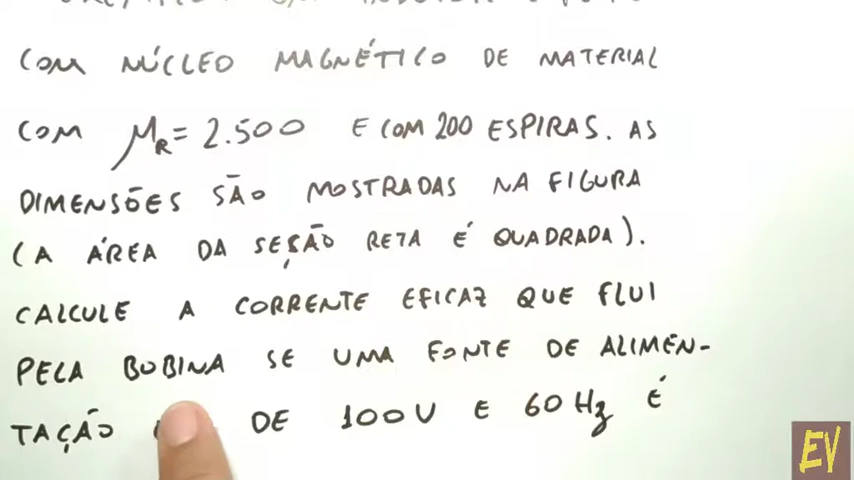 COM NÚCLEO MAGNÉTICO DE MATERIAL
COM μR = 2.500 E COM 200 ESPIRAS. AS
DIMENSÕES SÃO MOSTRADAS NA FIGURA
(A ÁREA DA SEÇÃO RETA É QUADRADA).
CALCULE A CORRENTE EFICAZ QUE FLUI
PELA BOBINA SE UMA FONTE DE ALIMEN-
TAÇÃO DE 100V E 60 Hz É
EV